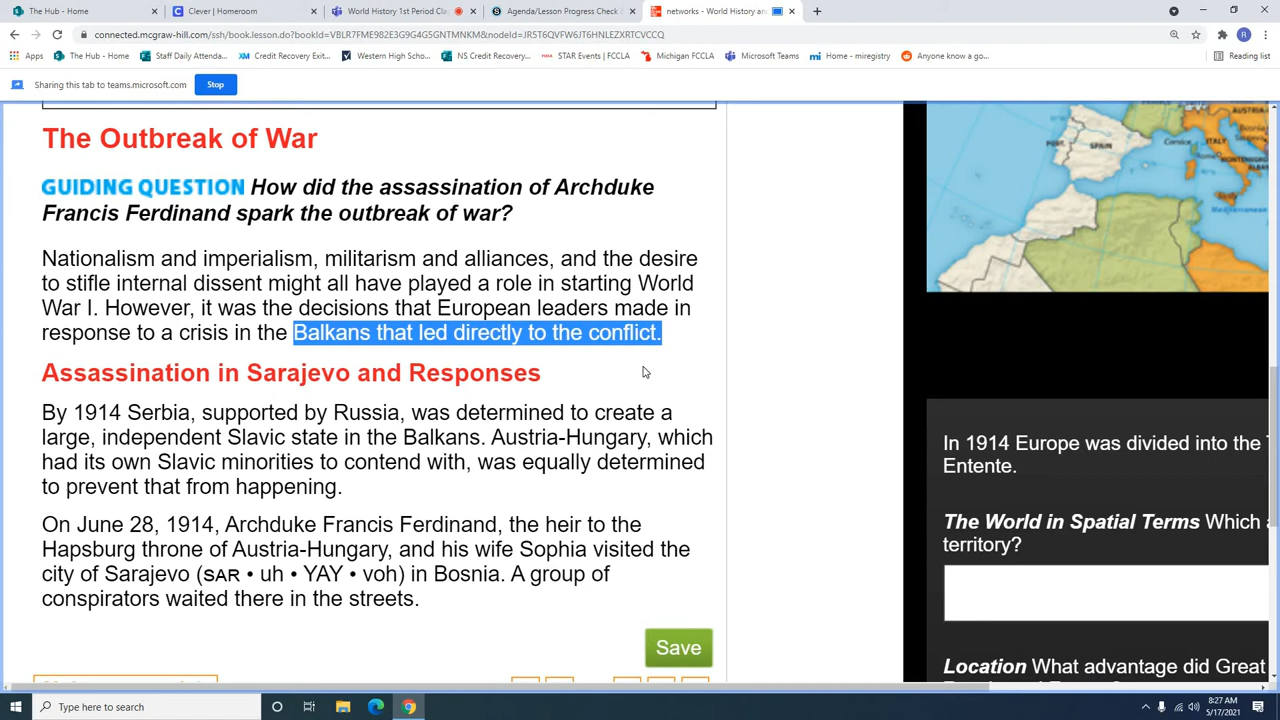 The Hub - Home
Clever | Homeroom
World History 1st Period Cla
Agenda/Lesson Progress Check &
networks - World History and
connected.mcgraw-hill.com/ssh/book.lesson.do?bookId=VBLR7FME982E3G9G4G5GNTMNKM&nodeId=JR5T6QVFW6JT6HNLEZXRTCVCCQ
Apps
The Hub - Home
Staff Daily Attenda...
Credit Recovery Exit...
Western High Scho...
NS Credit Recovery...
STAR Events | FCCLA
Michigan FCCLA
Microsoft Teams
Home - miregistry
Anyone know a go...
Reading list
Sharing this tab to teams.microsoft.com
Stop
The Outbreak of War
GUIDING QUESTION How did the assassination of Archduke
Francis Ferdinand spark the outbreak of war?
Nationalism and imperialism, militarism and alliances, and the desire
to stifle internal dissent might all have played a role in starting World
War I. However, it was the decisions that European leaders made in
response to a crisis in the Balkans that led directly to the conflict.
Assassination in Sarajevo and Responses
By 1914 Serbia, supported by Russia, was determined to create a
large, independent Slavic state in the Balkans. Austria-Hungary, which
had its own Slavic minorities to contend with, was equally determined
to prevent that from happening.
On June 28, 1914, Archduke Francis Ferdinand, the heir to the
Hapsburg throne of Austria-Hungary, and his wife Sophia visited the
city of Sarajevo (SAR • uh • YAY • voh) in Bosnia. A group of
conspirators waited there in the streets.
Save
AUSTRIA-
Bosnia
PORT.
SPAIN
Corsica
ITALY
Rome
MONTENEGRO
Mediterranean
In 1914 Europe was divided into the
Entente.
The World in Spatial Terms Which
territory?
Location What advantage did Great
Type here to search
8:27 AM
5/17/2021